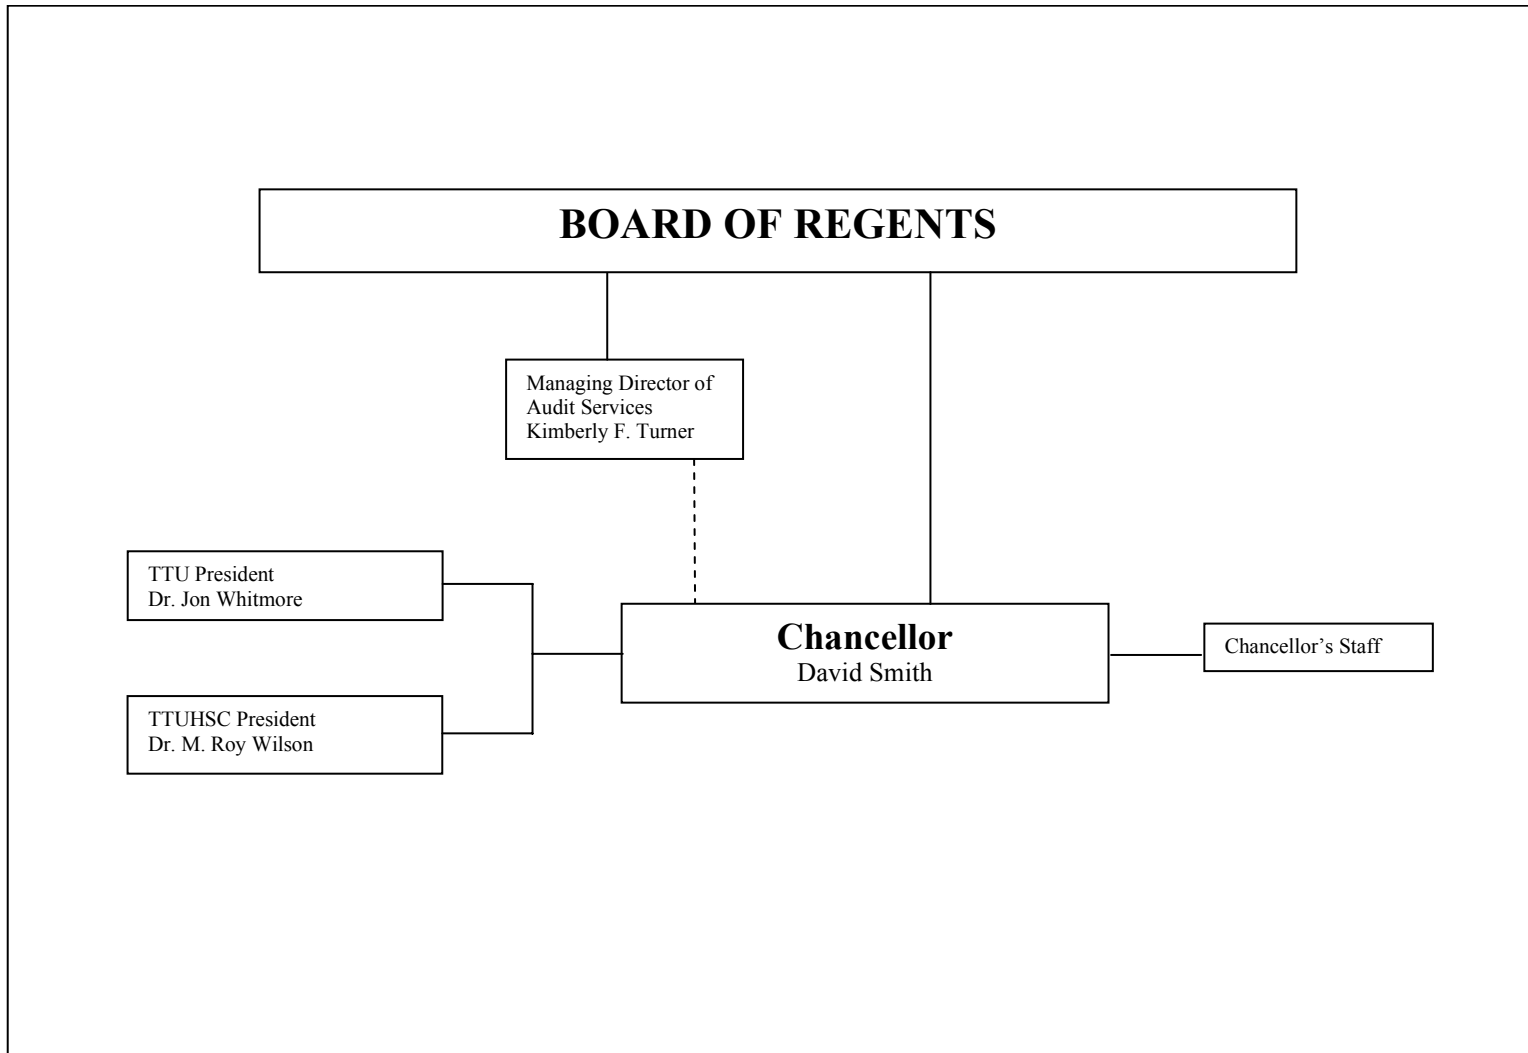 BOARD OF REGENTS
Managing Director of
Audit Services
Kimberly F. Turner
TTU President
Dr. Jon Whitmore
Chancellor
David Smith
Chancellor’s Staff
TTUHSC President
Dr. M. Roy Wilson